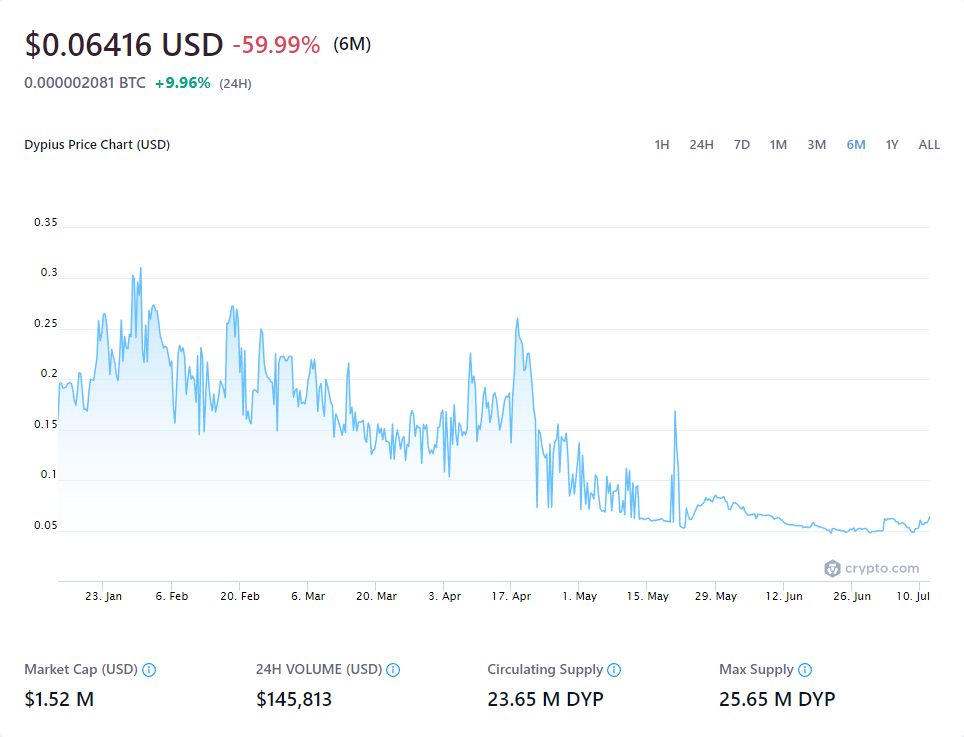 $0.06416 USD -59.99% (6M)
0.000002081 BTC +9.96% (24H)
Dypius Price Chart (USD) 1H 24H 7D 1M 3M 6M 1Y ALL
0.35
0.3
0.25
0.2
0.15
0.1
0.05
crypto.com
23. Jan 6. Feb 20. Feb 6. Mar 20. Mar 3. Apr 17. Apr 1. May 15. May 29. May 12. Jun 26. Jun 10. Jul
Market Cap (USD) 24H VOLUME (USD) Circulating Supply Max Supply
$1.52 M $145,813 23.65 M DYP 25.65 M DYP